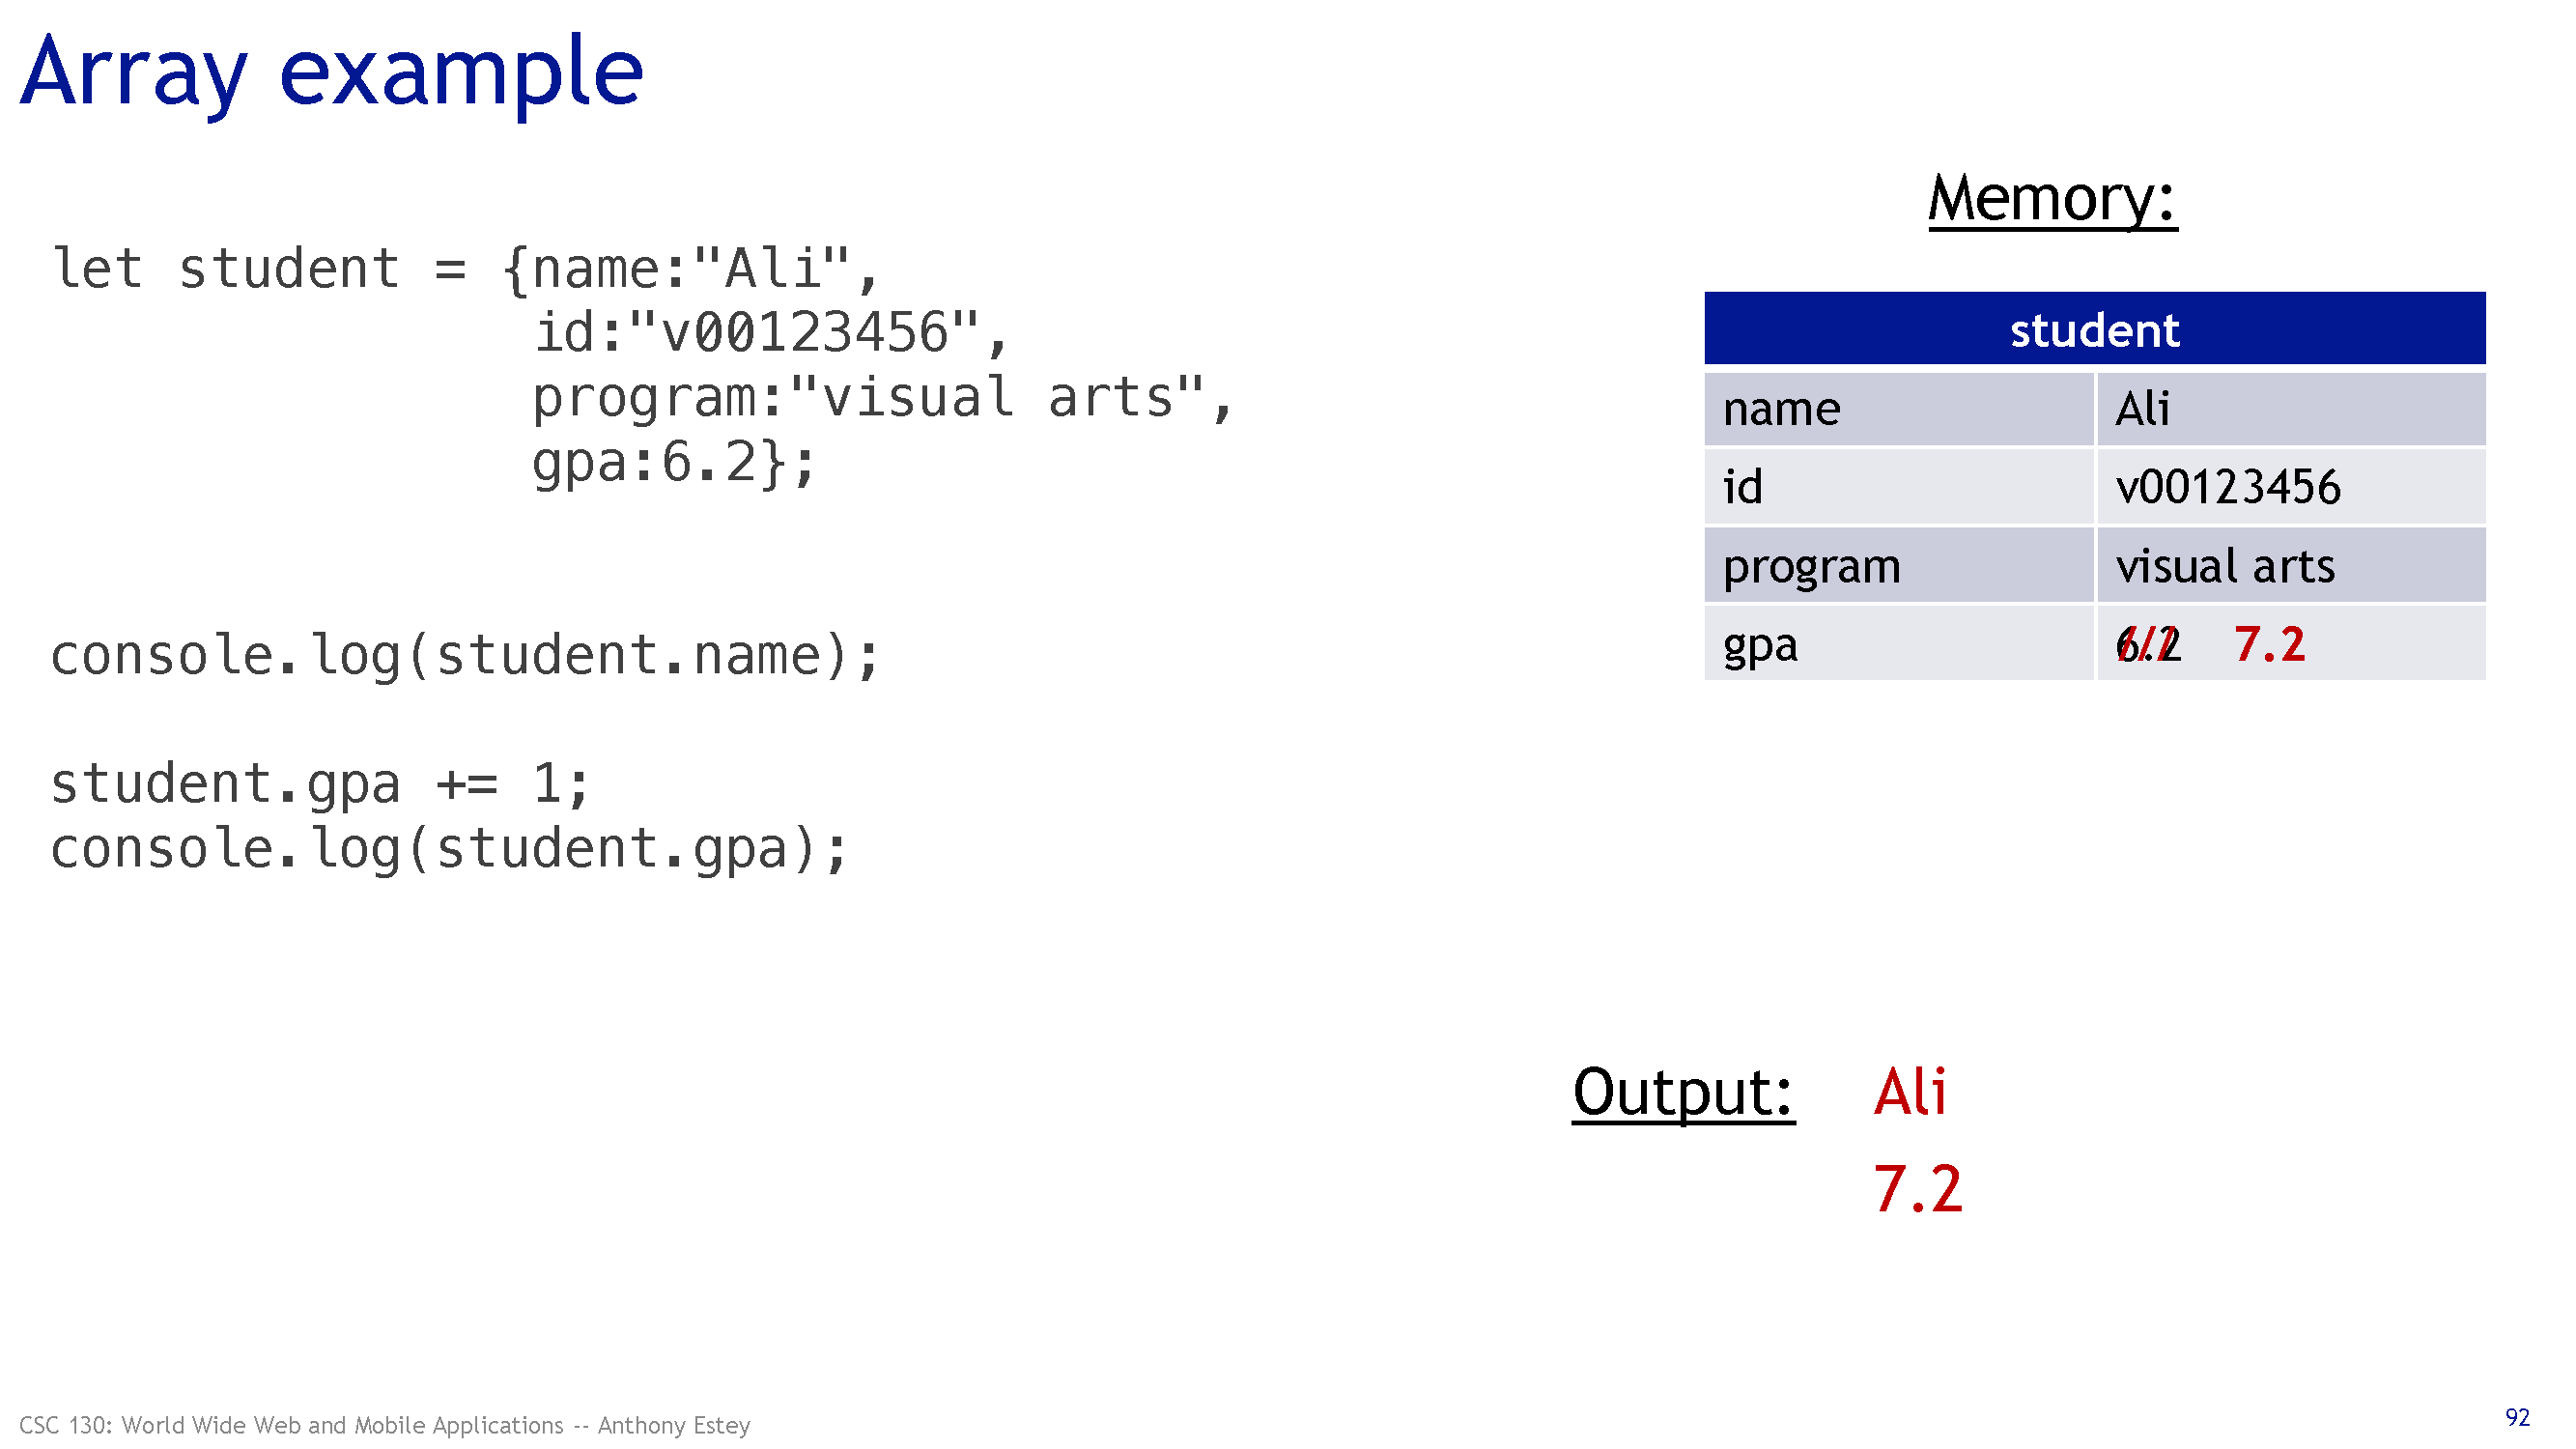 Array example
let student = {name:"Ali",
id:"v00123456",
program:"visual arts",
gpa:6.2};
console.log(student.name);
student.gpa += 1;
console.log(student.gpa);
Memory:
student
name Ali
id v00123456
program visual arts
gpa 6.2 /// 7.2
Output: Ali
7.2
CSC 130: World Wide Web and Mobile Applications -- Anthony Estey
92